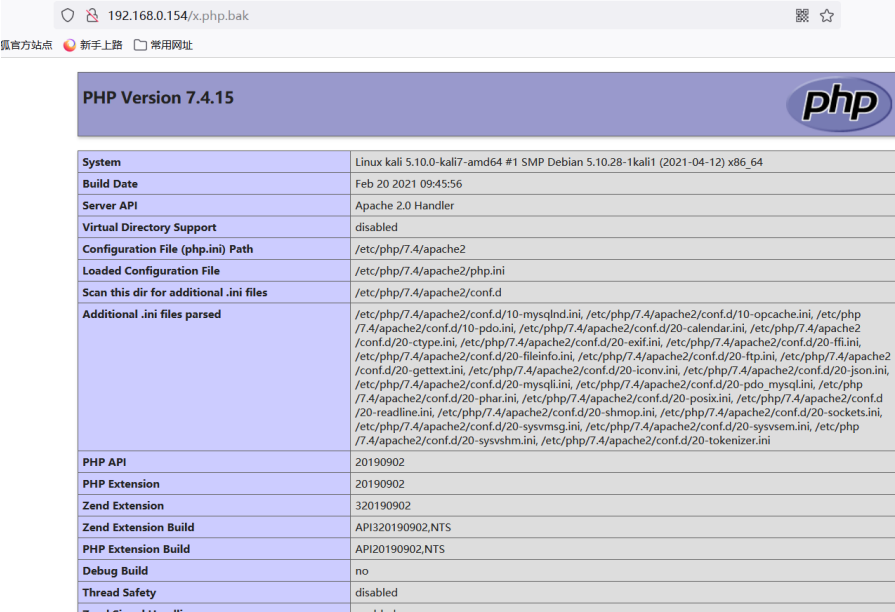 192.168.0.154/x.php.bak
狐官方站点 新手上路 常用网址
PHP Version 7.4.15
php
System Linux kali 5.10.0-kali7-amd64 #1 SMP Debian 5.10.28-1kali1 (2021-04-12) x86_64
Build Date Feb 20 2021 09:45:56
Server API Apache 2.0 Handler
Virtual Directory Support disabled
Configuration File (php.ini) Path /etc/php/7.4/apache2
Loaded Configuration File /etc/php/7.4/apache2/php.ini
Scan this dir for additional .ini files /etc/php/7.4/apache2/conf.d
Additional .ini files parsed /etc/php/7.4/apache2/conf.d/10-mysqlnd.ini, /etc/php/7.4/apache2/conf.d/10-opcache.ini, /etc/php
/7.4/apache2/conf.d/10-pdo.ini, /etc/php/7.4/apache2/conf.d/20-calendar.ini, /etc/php/7.4/apache2
/conf.d/20-ctype.ini, /etc/php/7.4/apache2/conf.d/20-exif.ini, /etc/php/7.4/apache2/conf.d/20-ffi.ini,
/etc/php/7.4/apache2/conf.d/20-fileinfo.ini, /etc/php/7.4/apache2/conf.d/20-ftp.ini, /etc/php/7.4/apache2
/conf.d/20-gettext.ini, /etc/php/7.4/apache2/conf.d/20-iconv.ini, /etc/php/7.4/apache2/conf.d/20-json.ini,
/etc/php/7.4/apache2/conf.d/20-mysqli.ini, /etc/php/7.4/apache2/conf.d/20-pdo_mysql.ini, /etc/php
/7.4/apache2/conf.d/20-phar.ini, /etc/php/7.4/apache2/conf.d/20-posix.ini, /etc/php/7.4/apache2/conf.d
/20-readline.ini, /etc/php/7.4/apache2/conf.d/20-shmop.ini, /etc/php/7.4/apache2/conf.d/20-sockets.ini,
/etc/php/7.4/apache2/conf.d/20-sysvmsg.ini, /etc/php/7.4/apache2/conf.d/20-sysvsem.ini, /etc/php
/7.4/apache2/conf.d/20-sysvshm.ini, /etc/php/7.4/apache2/conf.d/20-tokenizer.ini
PHP API 20190902
PHP Extension 20190902
Zend Extension 320190902
Zend Extension Build API320190902,NTS
PHP Extension Build API20190902,NTS
Debug Build no
Thread Safety disabled